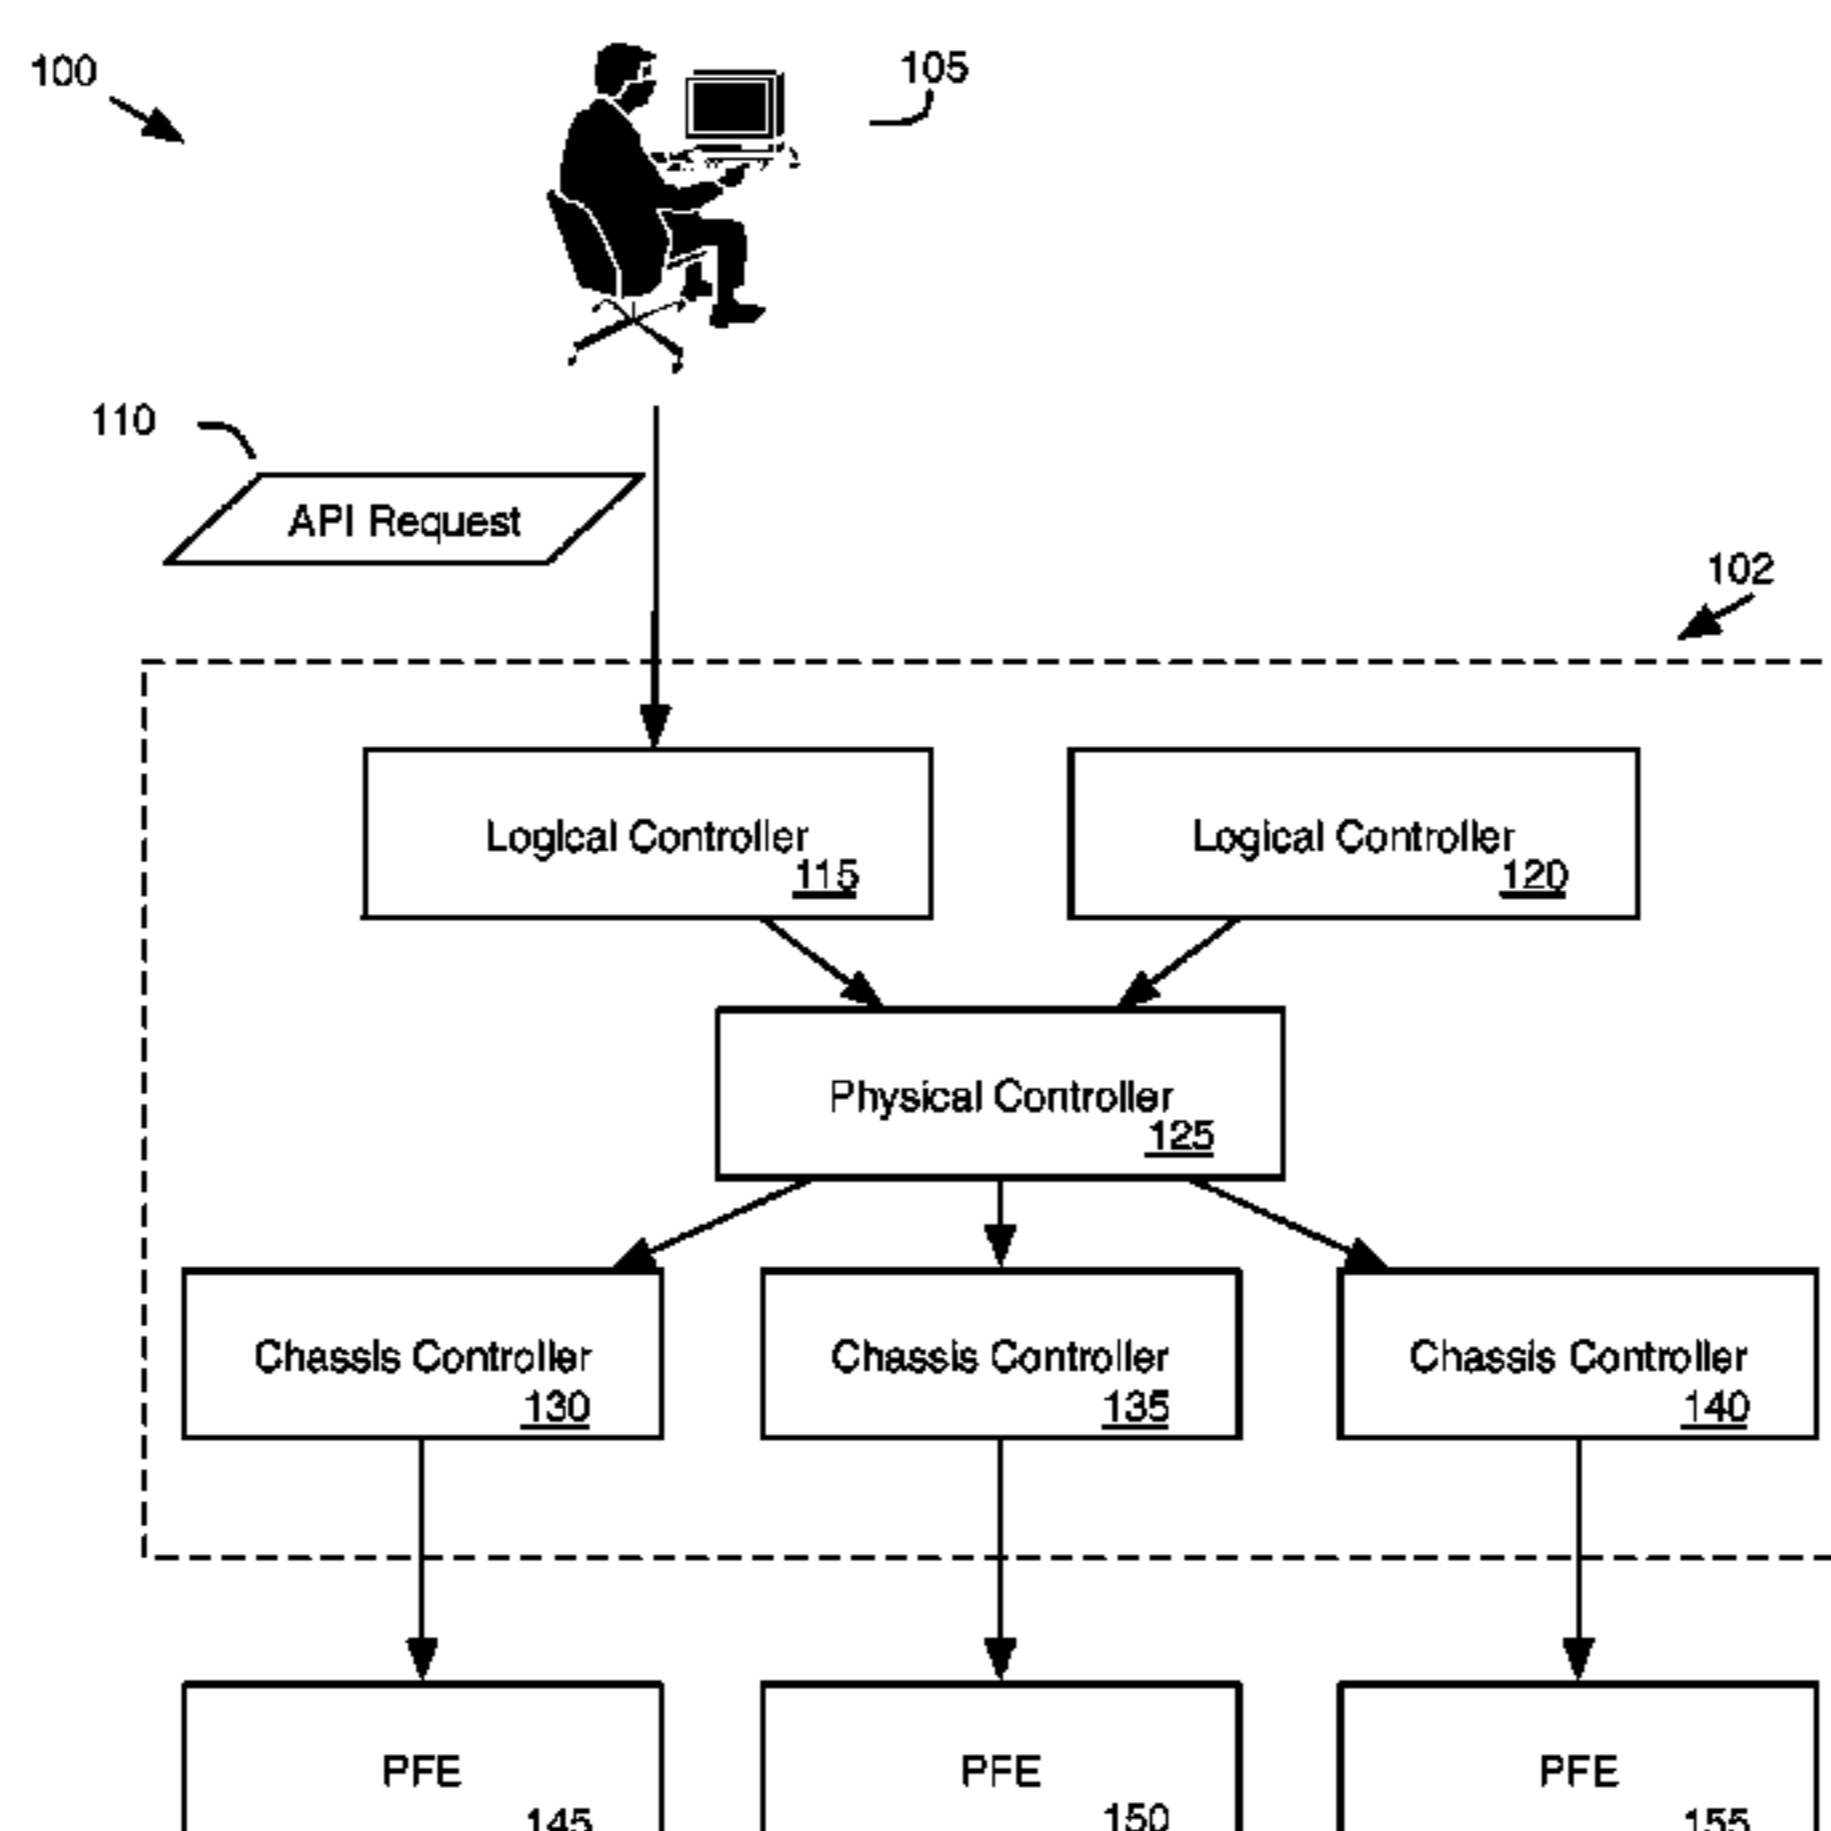 100
105
110
API Request
102
Logical Controller
115
Logical Controller
120
Physical Controller
125
Chassis Controller
130
Chassis Controller
135
Chassis Controller
140
PFE
145
PFE
150
PFE
155